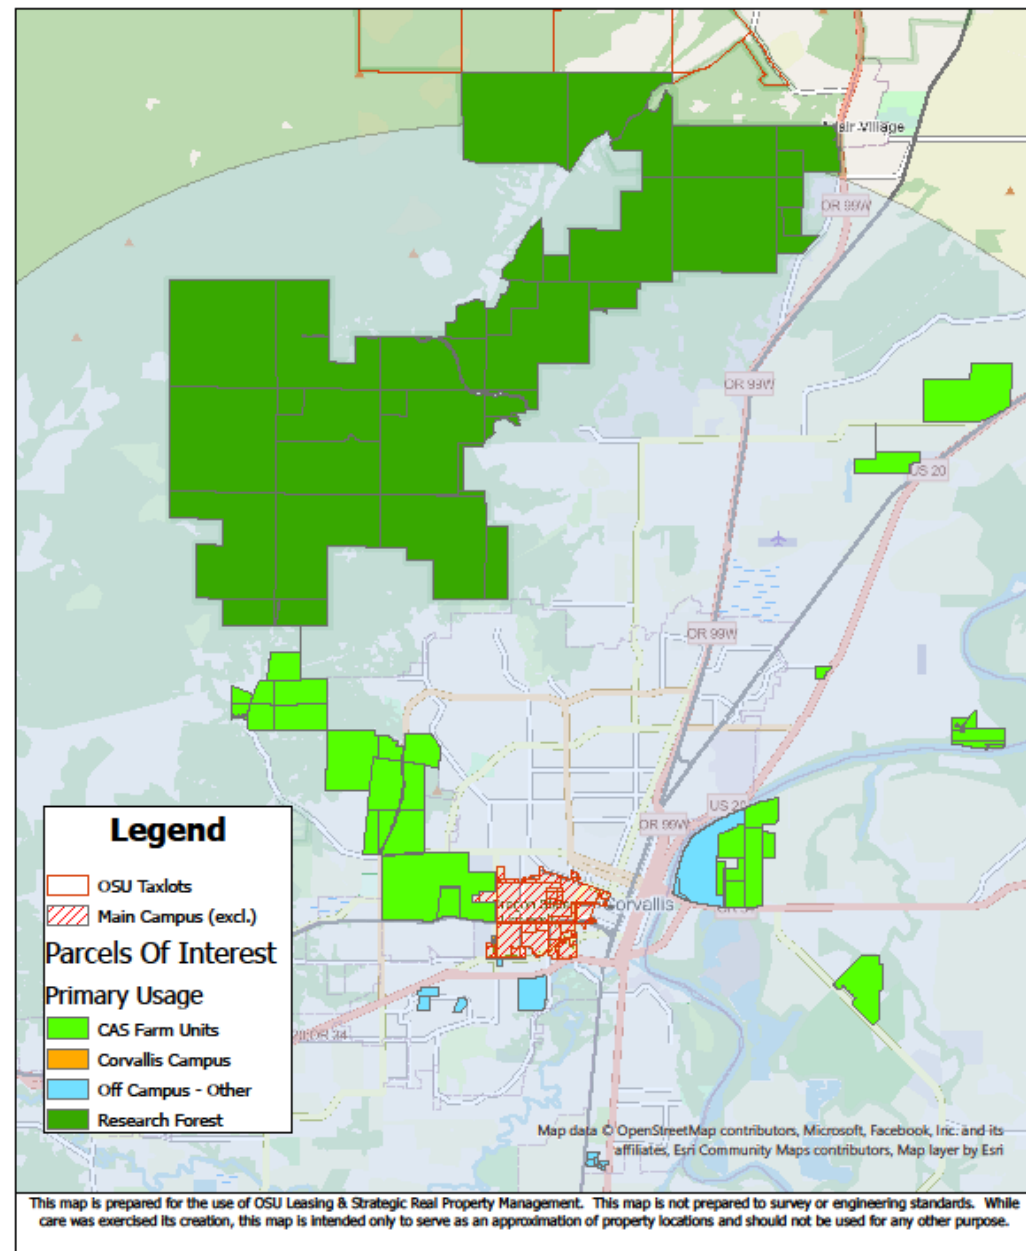 Adair Village
OR 99W
OR 99W
US 20
OR 99W
US 20
OR 99W
Corvallis
OR 34
Legend
OSU Taxlots
Main Campus (excl.)
Parcels Of Interest
Primary Usage
CAS Farm Units
Corvallis Campus
Off Campus - Other
Research Forest
Map data © OpenStreetMap contributors, Microsoft, Facebook, Inc. and its
affiliates, Esri Community Maps contributors, Map layer by Esri
This map is prepared for the use of OSU Leasing & Strategic Real Property Management. This map is not prepared to survey or engineering standards. While
care was exercised its creation, this map is intended only to serve as an approximation of property locations and should not be used for any other purpose.